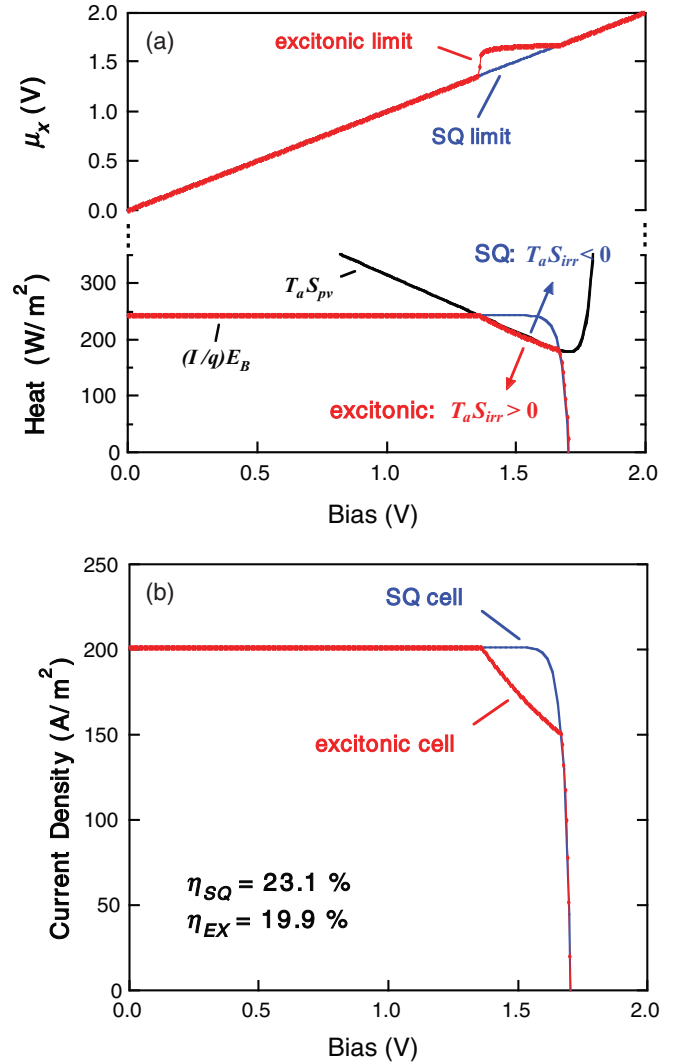 (a)
excitonic limit
SQ limit
μx (V)
2.0
1.5
1.0
0.5
0.0
SQ: TaSirr < 0
TaSpv
(I/q)EB
excitonic: TaSirr > 0
Heat (W/m²)
300
200
100
0
0.0 0.5 1.0 1.5 2.0
Bias (V)
(b)
SQ cell
excitonic cell
ηSQ = 23.1 %
ηEX = 19.9 %
Current Density (A/m²)
250
200
150
100
50
0
0.0 0.5 1.0 1.5 2.0
Bias (V)